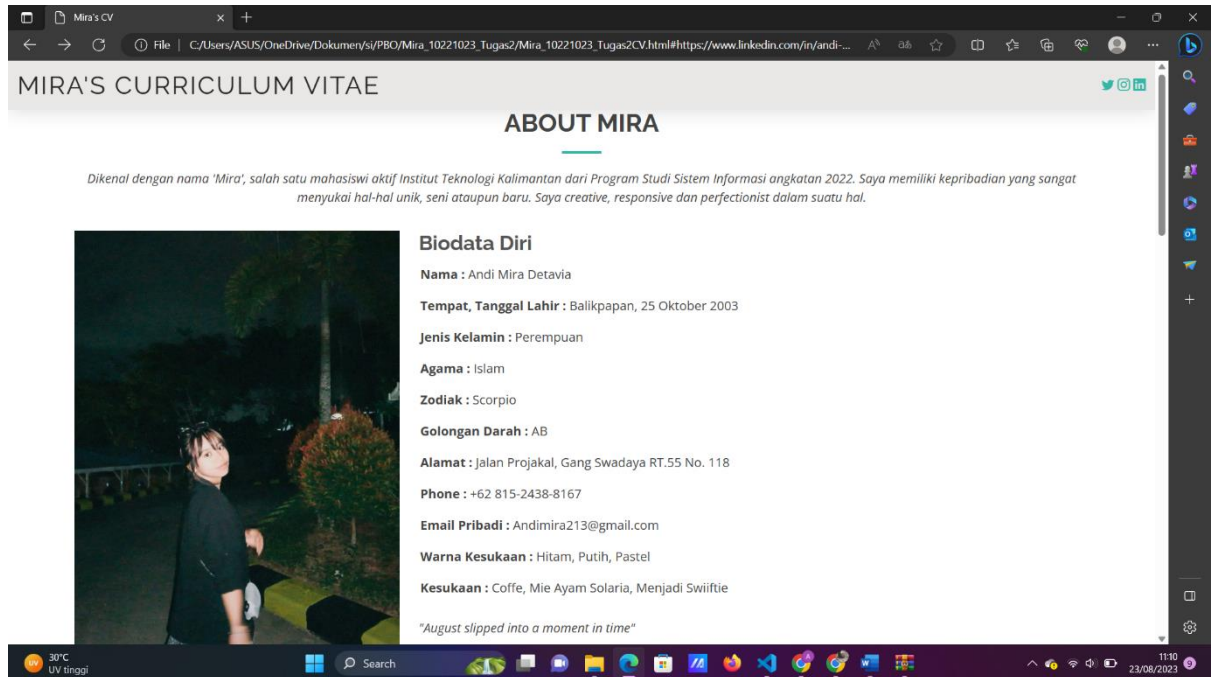 Mira's CV
File | C:/Users/ASUS/OneDrive/Dokumen/si/PBO/Mira_10221023_Tugas2/Mira_10221023_Tugas2CV.html#https://www.linkedin.com/in/andi-...
MIRA'S CURRICULUM VITAE
ABOUT MIRA
Dikenal dengan nama 'Mira', salah satu mahasiswi aktif Institut Teknologi Kalimantan dari Program Studi Sistem Informasi angkatan 2022. Saya memiliki kepribadian yang sangat
menyukai hal-hal unik, seni ataupun baru. Saya creative, responsive dan perfectionist dalam suatu hal.
Biodata Diri
Nama : Andi Mira Detavia
Tempat, Tanggal Lahir : Balikpapan, 25 Oktober 2003
Jenis Kelamin : Perempuan
Agama : Islam
Zodiak : Scorpio
Golongan Darah : AB
Alamat : Jalan Projakal, Gang Swadaya RT.55 No. 118
Phone : +62 815-2438-8167
Email Pribadi : Andimira213@gmail.com
Warna Kesukaan : Hitam, Putih, Pastel
Kesukaan : Coffe, Mie Ayam Solaria, Menjadi Swiiftie
"August slipped into a moment in time"
UV
30°C
UV tinggi
Search
11:10
23/08/2023
9